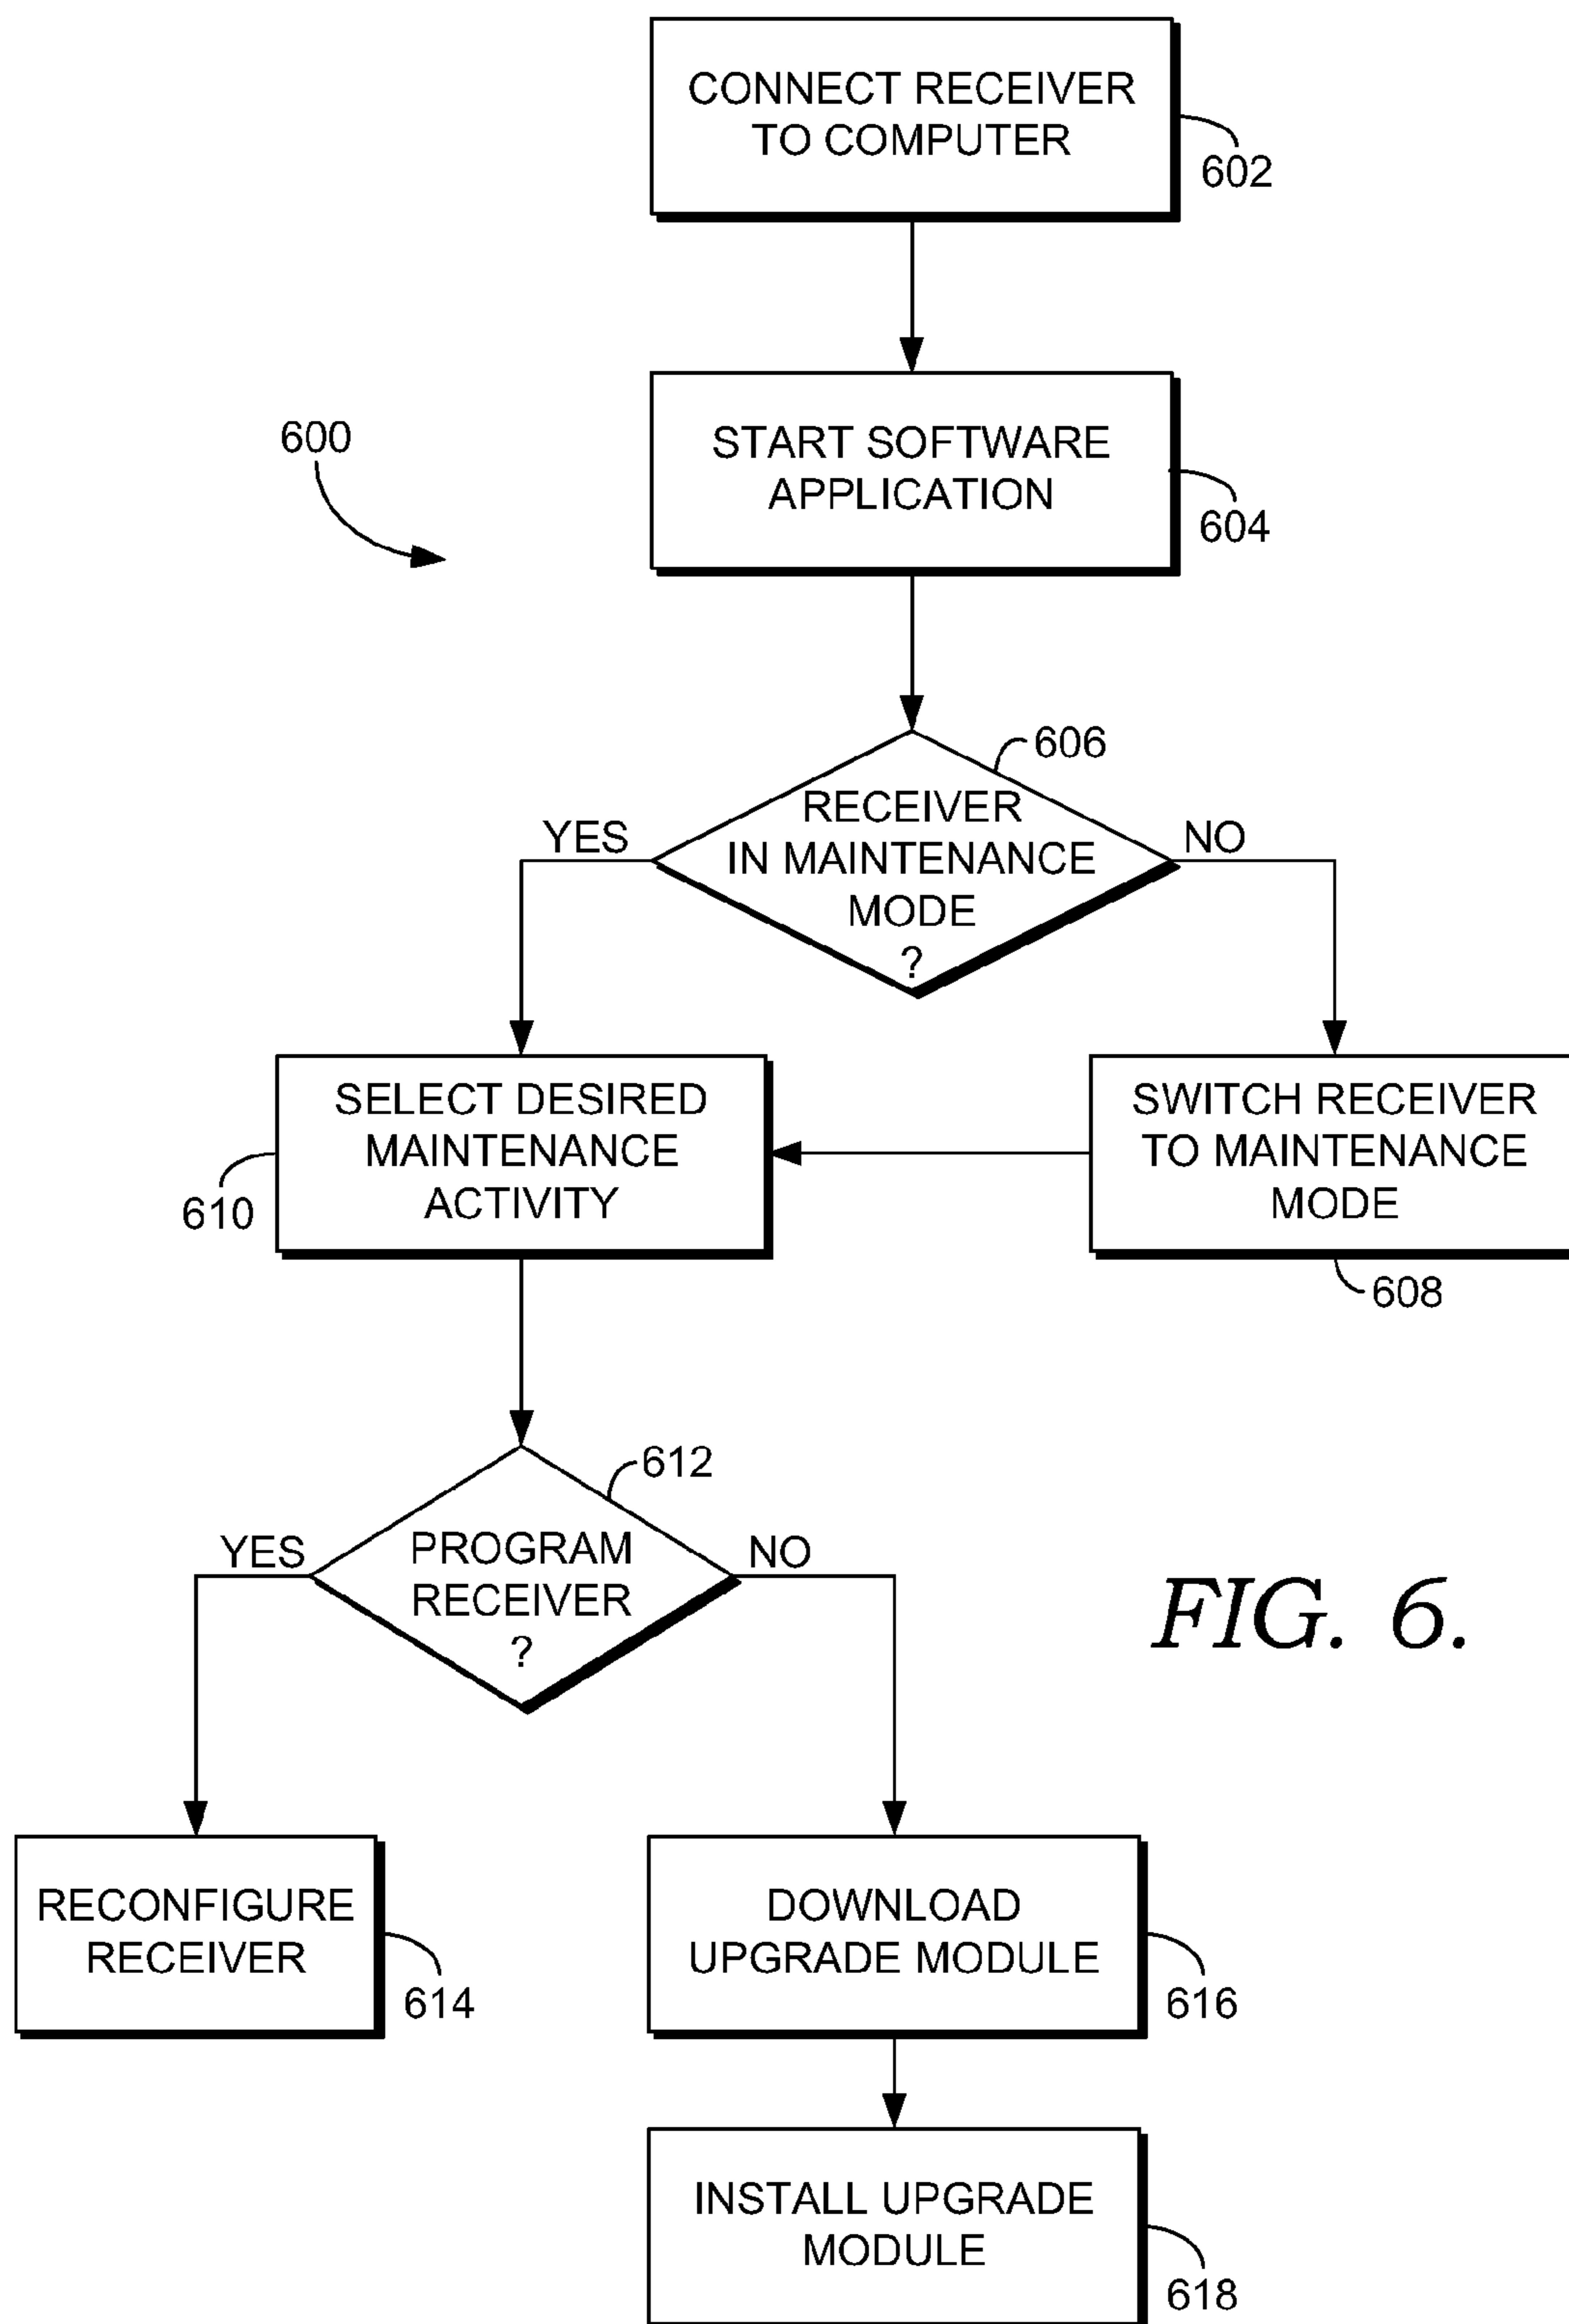 CONNECT RECEIVER
TO COMPUTER
602
START SOFTWARE
APPLICATION
604
600
606
RECEIVER
IN MAINTENANCE
MODE
?
YES
NO
SELECT DESIRED
MAINTENANCE
ACTIVITY
610
SWITCH RECEIVER
TO MAINTENANCE
MODE
608
612
PROGRAM
RECEIVER
?
YES
NO
FIG. 6.
RECONFIGURE
RECEIVER
614
DOWNLOAD
UPGRADE MODULE
616
INSTALL UPGRADE
MODULE
618